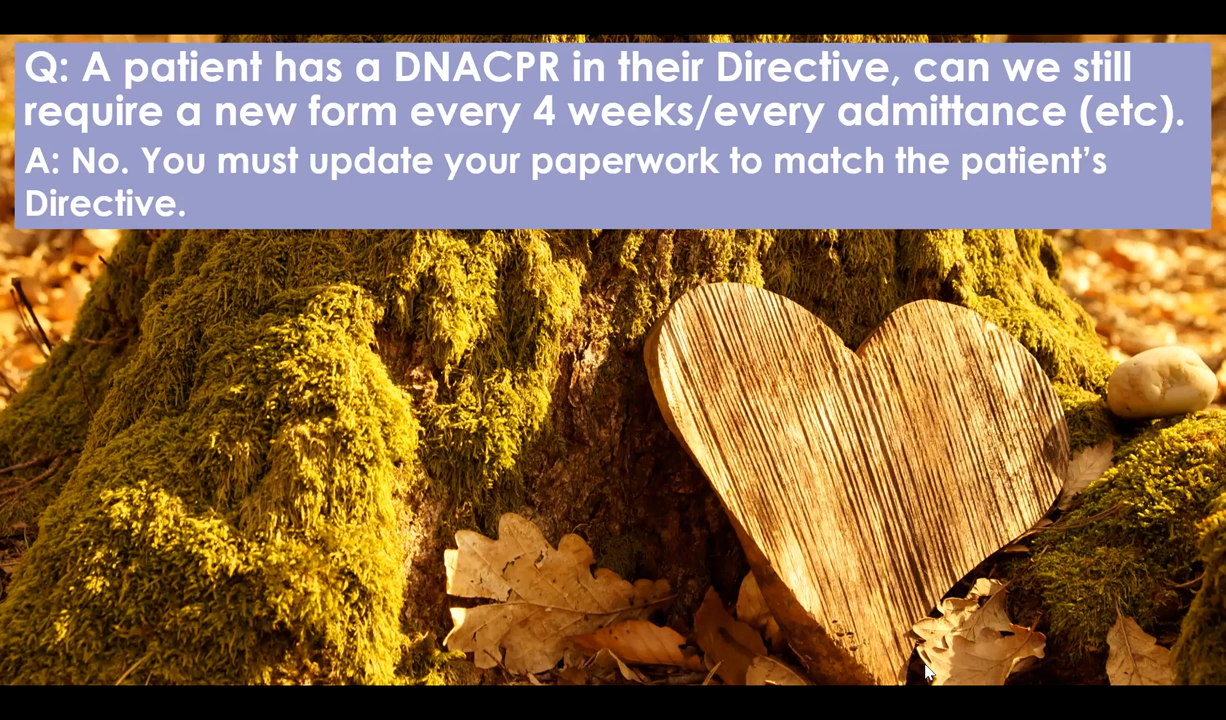 Q: A patient has a DNACPR in their Directive, can we still
require a new form every 4 weeks/every admittance (etc).
A: No. You must update your paperwork to match the patient’s
Directive.